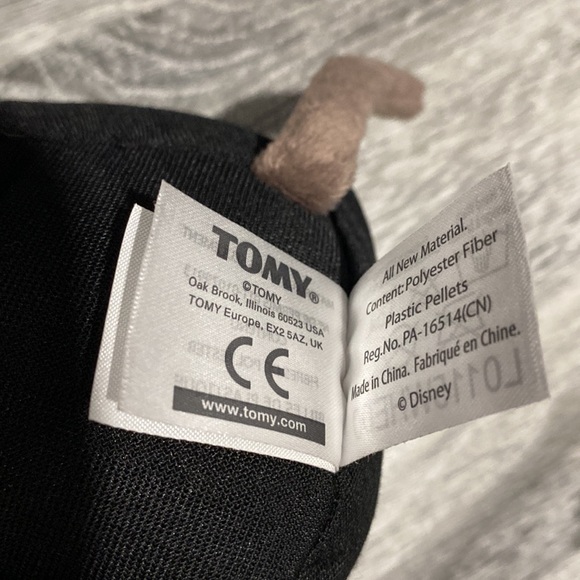 TOMY®
©TOMY
Oak Brook, Illinois 60523 USA
TOMY Europe, EX2 5AZ, UK
CE
www.tomy.com
All New Material.
Content:Polyester Fiber
Plastic Pellets
Reg.No. PA-16514(CN)
Made in China. Fabriqué en Chine.
© Disney